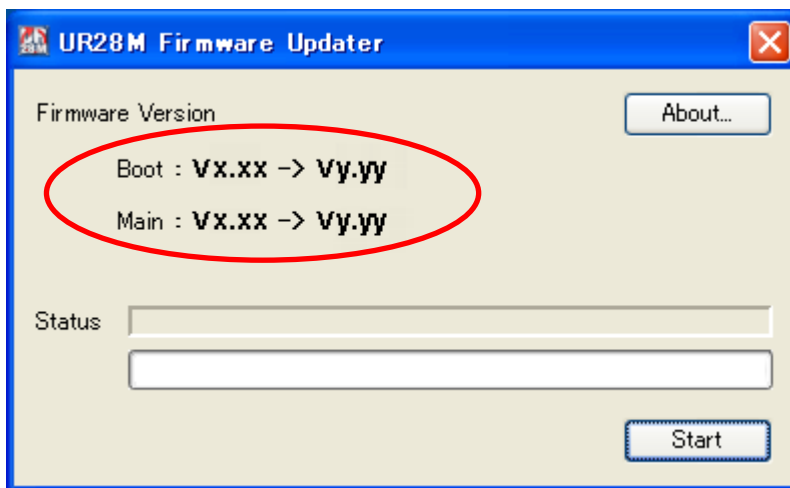 UR28M Firmware Updater
Firmware Version
About...
Boot : Vx.xx -> Vy.yy
Main : Vx.xx -> Vy.yy
Status
Start